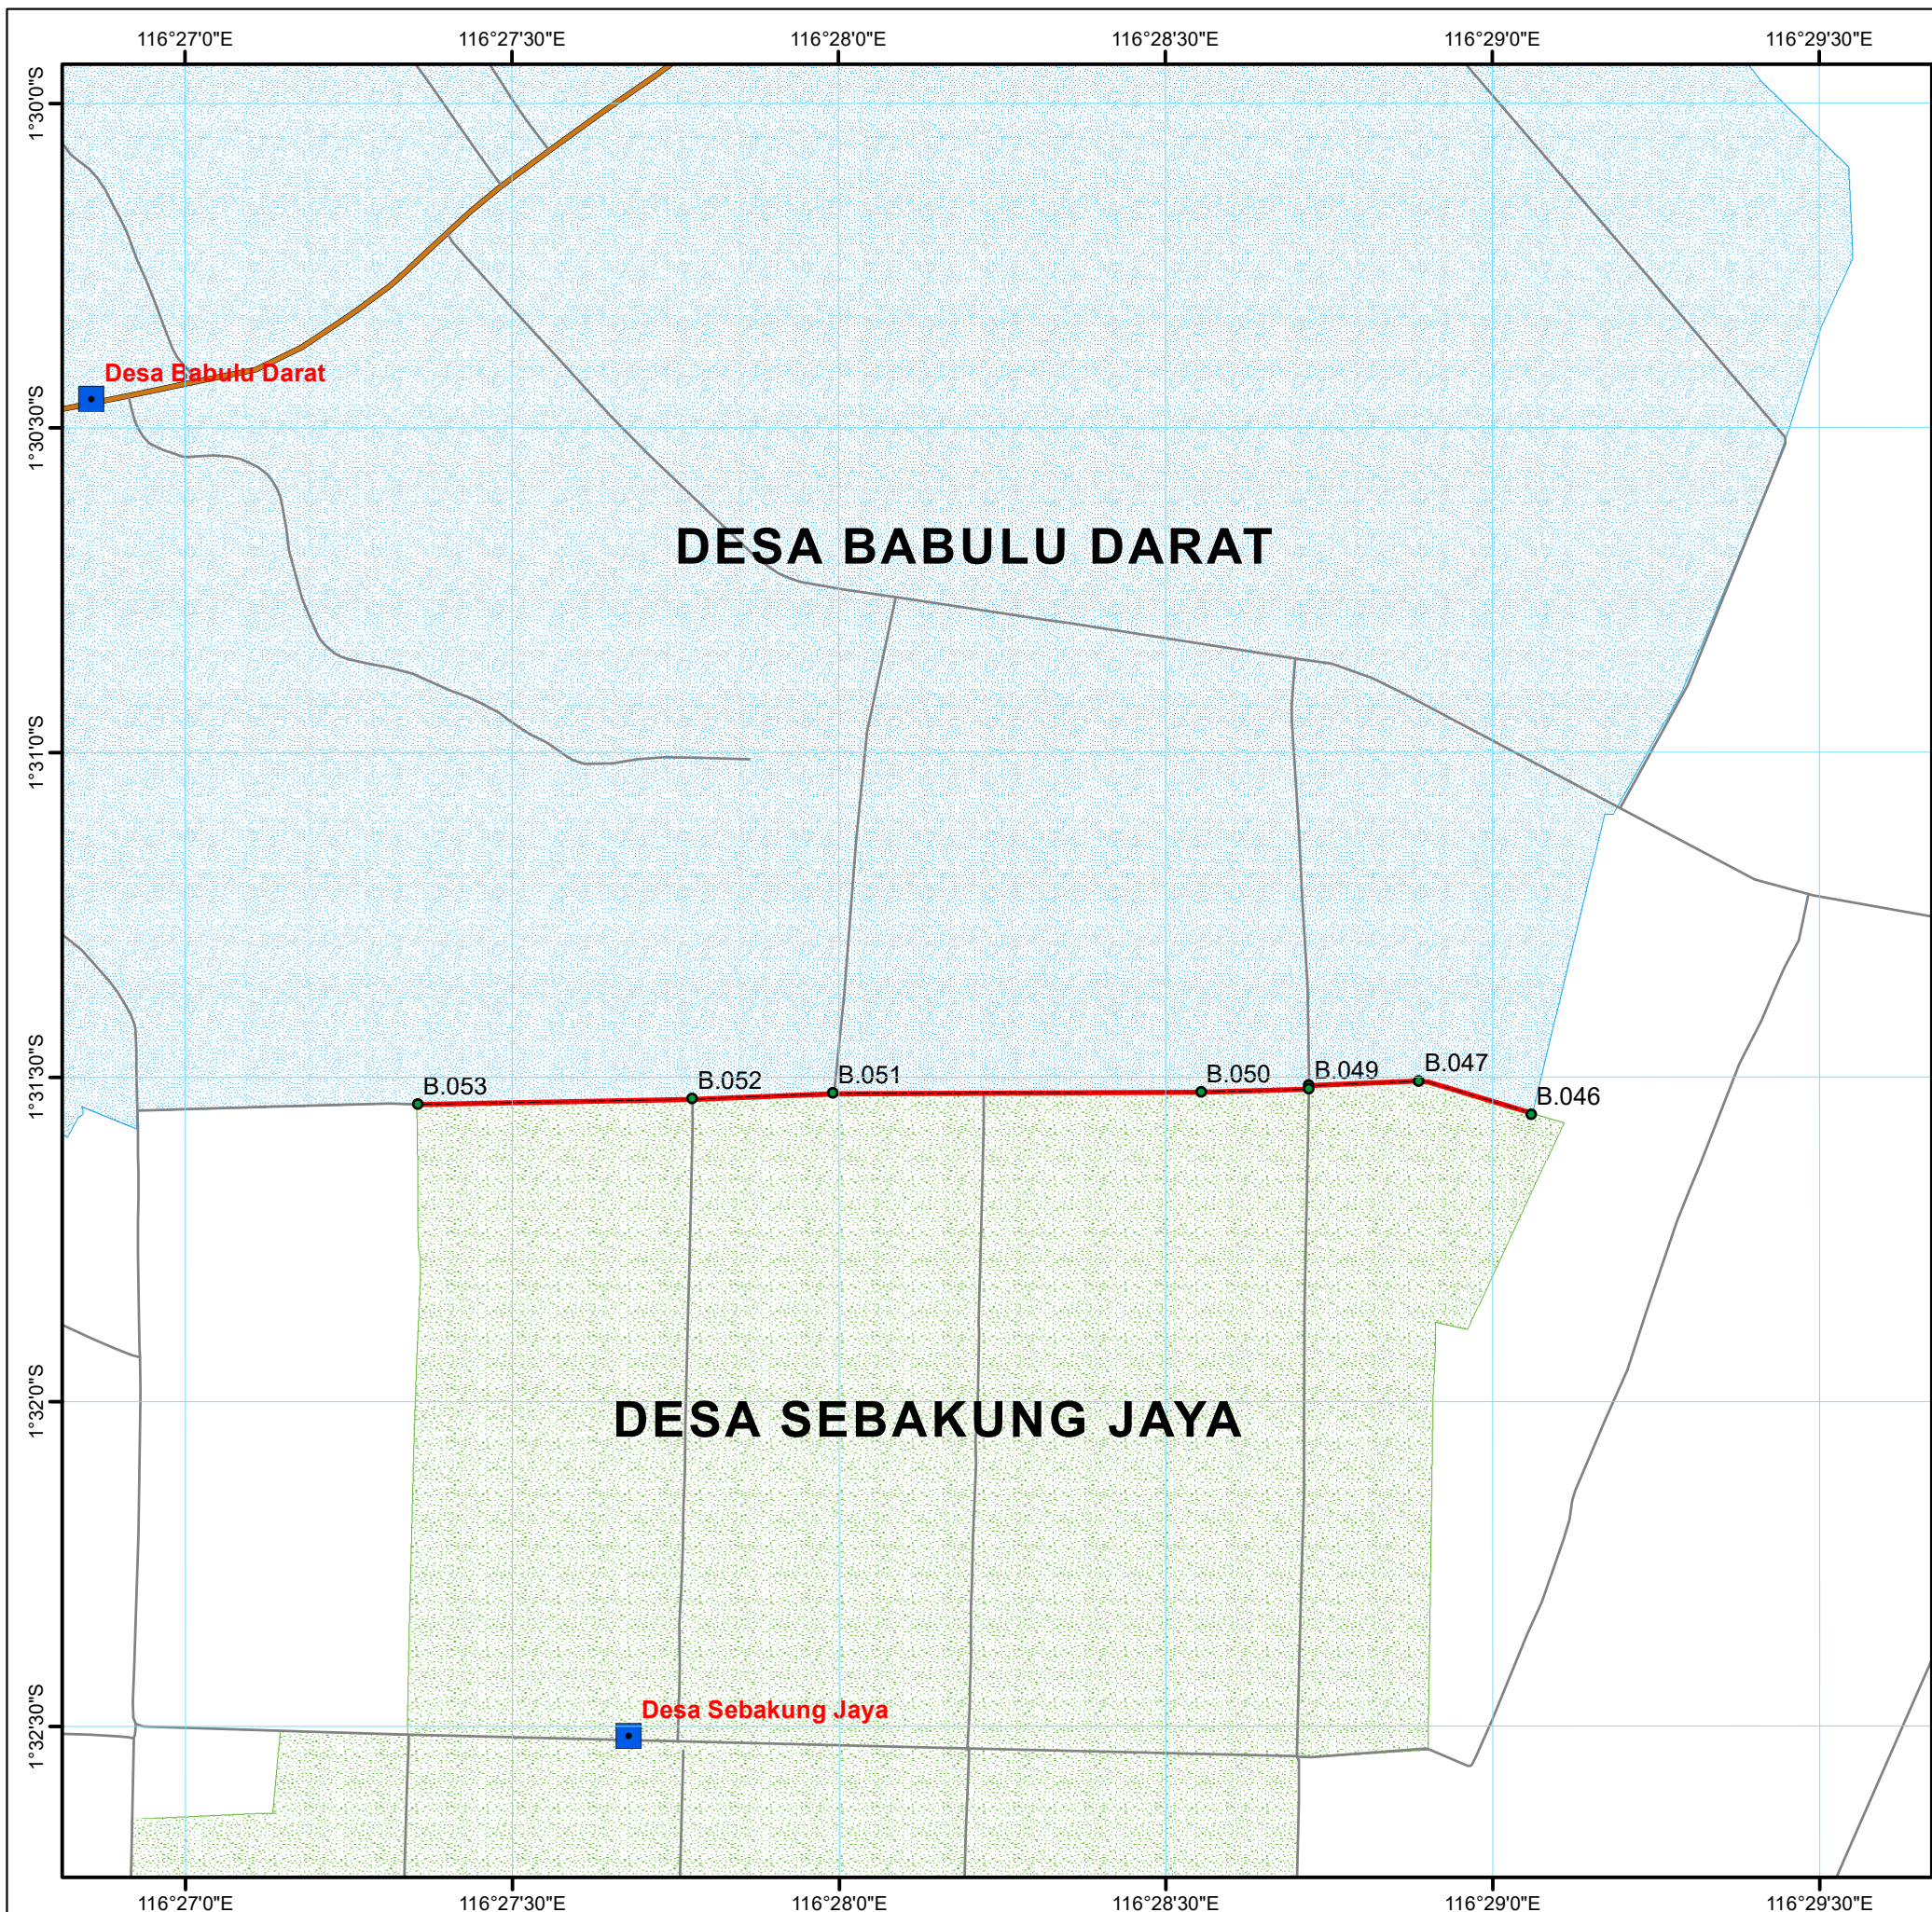 116°27'0"E 116°27'30"E 116°28'0"E 116°28'30"E 116°29'0"E 116°29'30"E
1°30'0"S
Desa Babulu Darat
1°30'30"S
DESA BABULU DARAT
1°31'0"S
1°31'30"S
B.053 B.052 B.051 B.050 B.049 B.047 B.046
1°32'0"S
DESA SEBAKUNG JAYA
Desa Sebakung Jaya
1°32'30"S
116°27'0"E 116°27'30"E 116°28'0"E 116°28'30"E 116°29'0"E 116°29'30"E